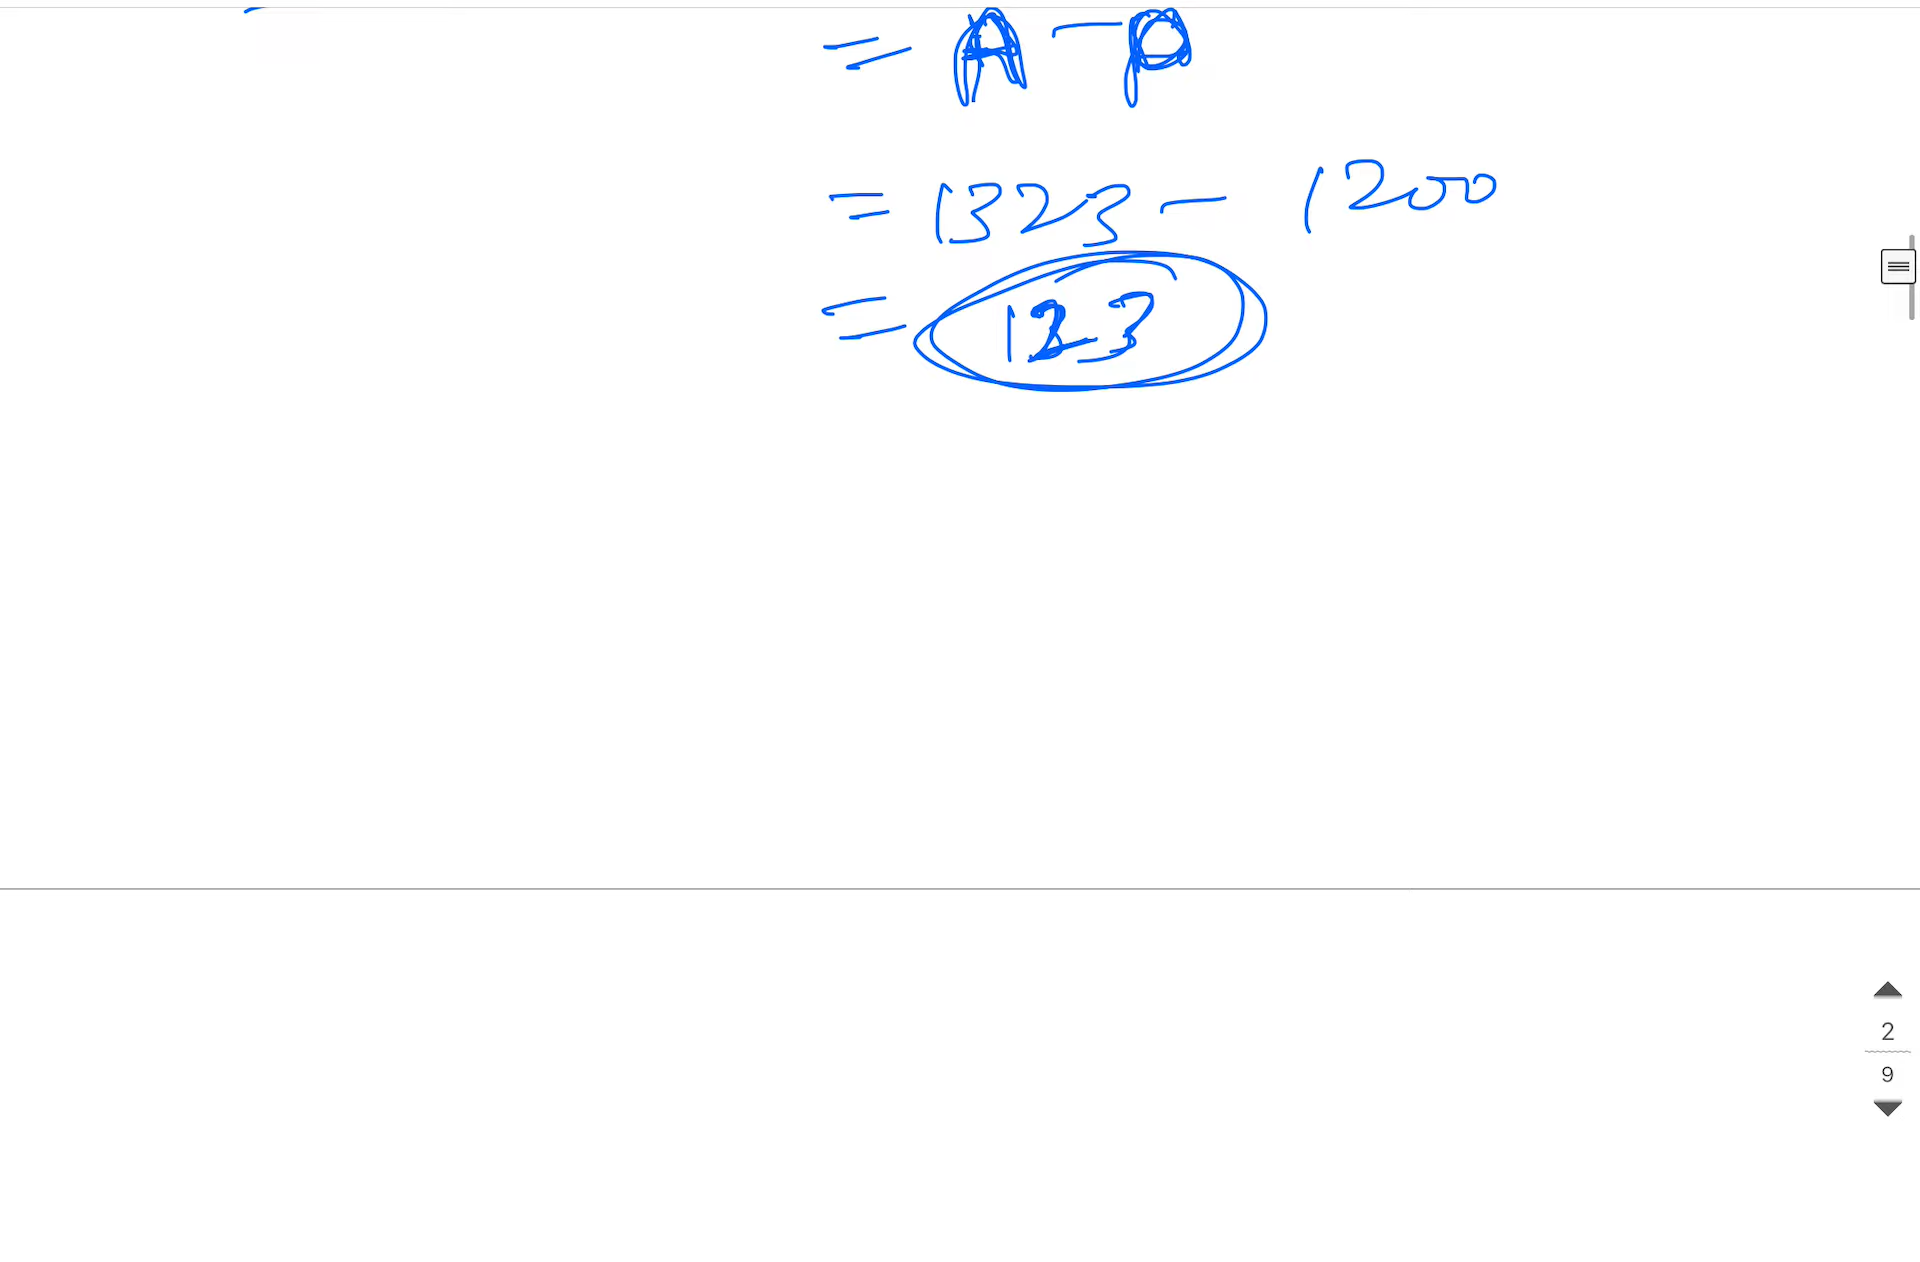 = A - P
= 1323 - 1200
= 123
2
9